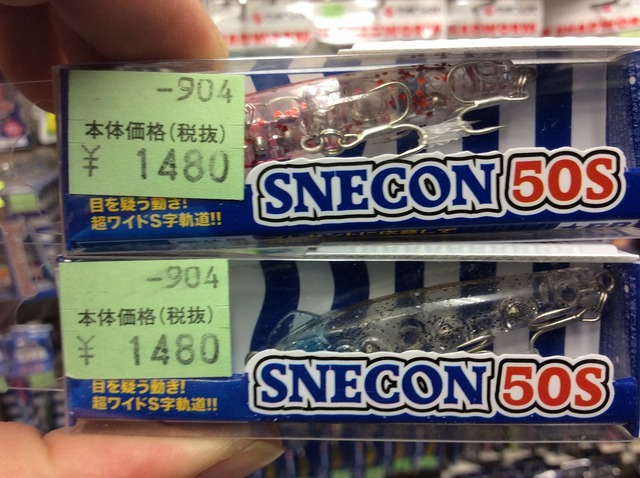 -904
本体価格(税抜)
¥ 1480
SNECON 50S
目を疑う動き!
超ワイドS字軌道!!
-904
本体価格(税抜)
¥ 1480
SNECON 50S
目を疑う動き!
超ワイドS字軌道!!